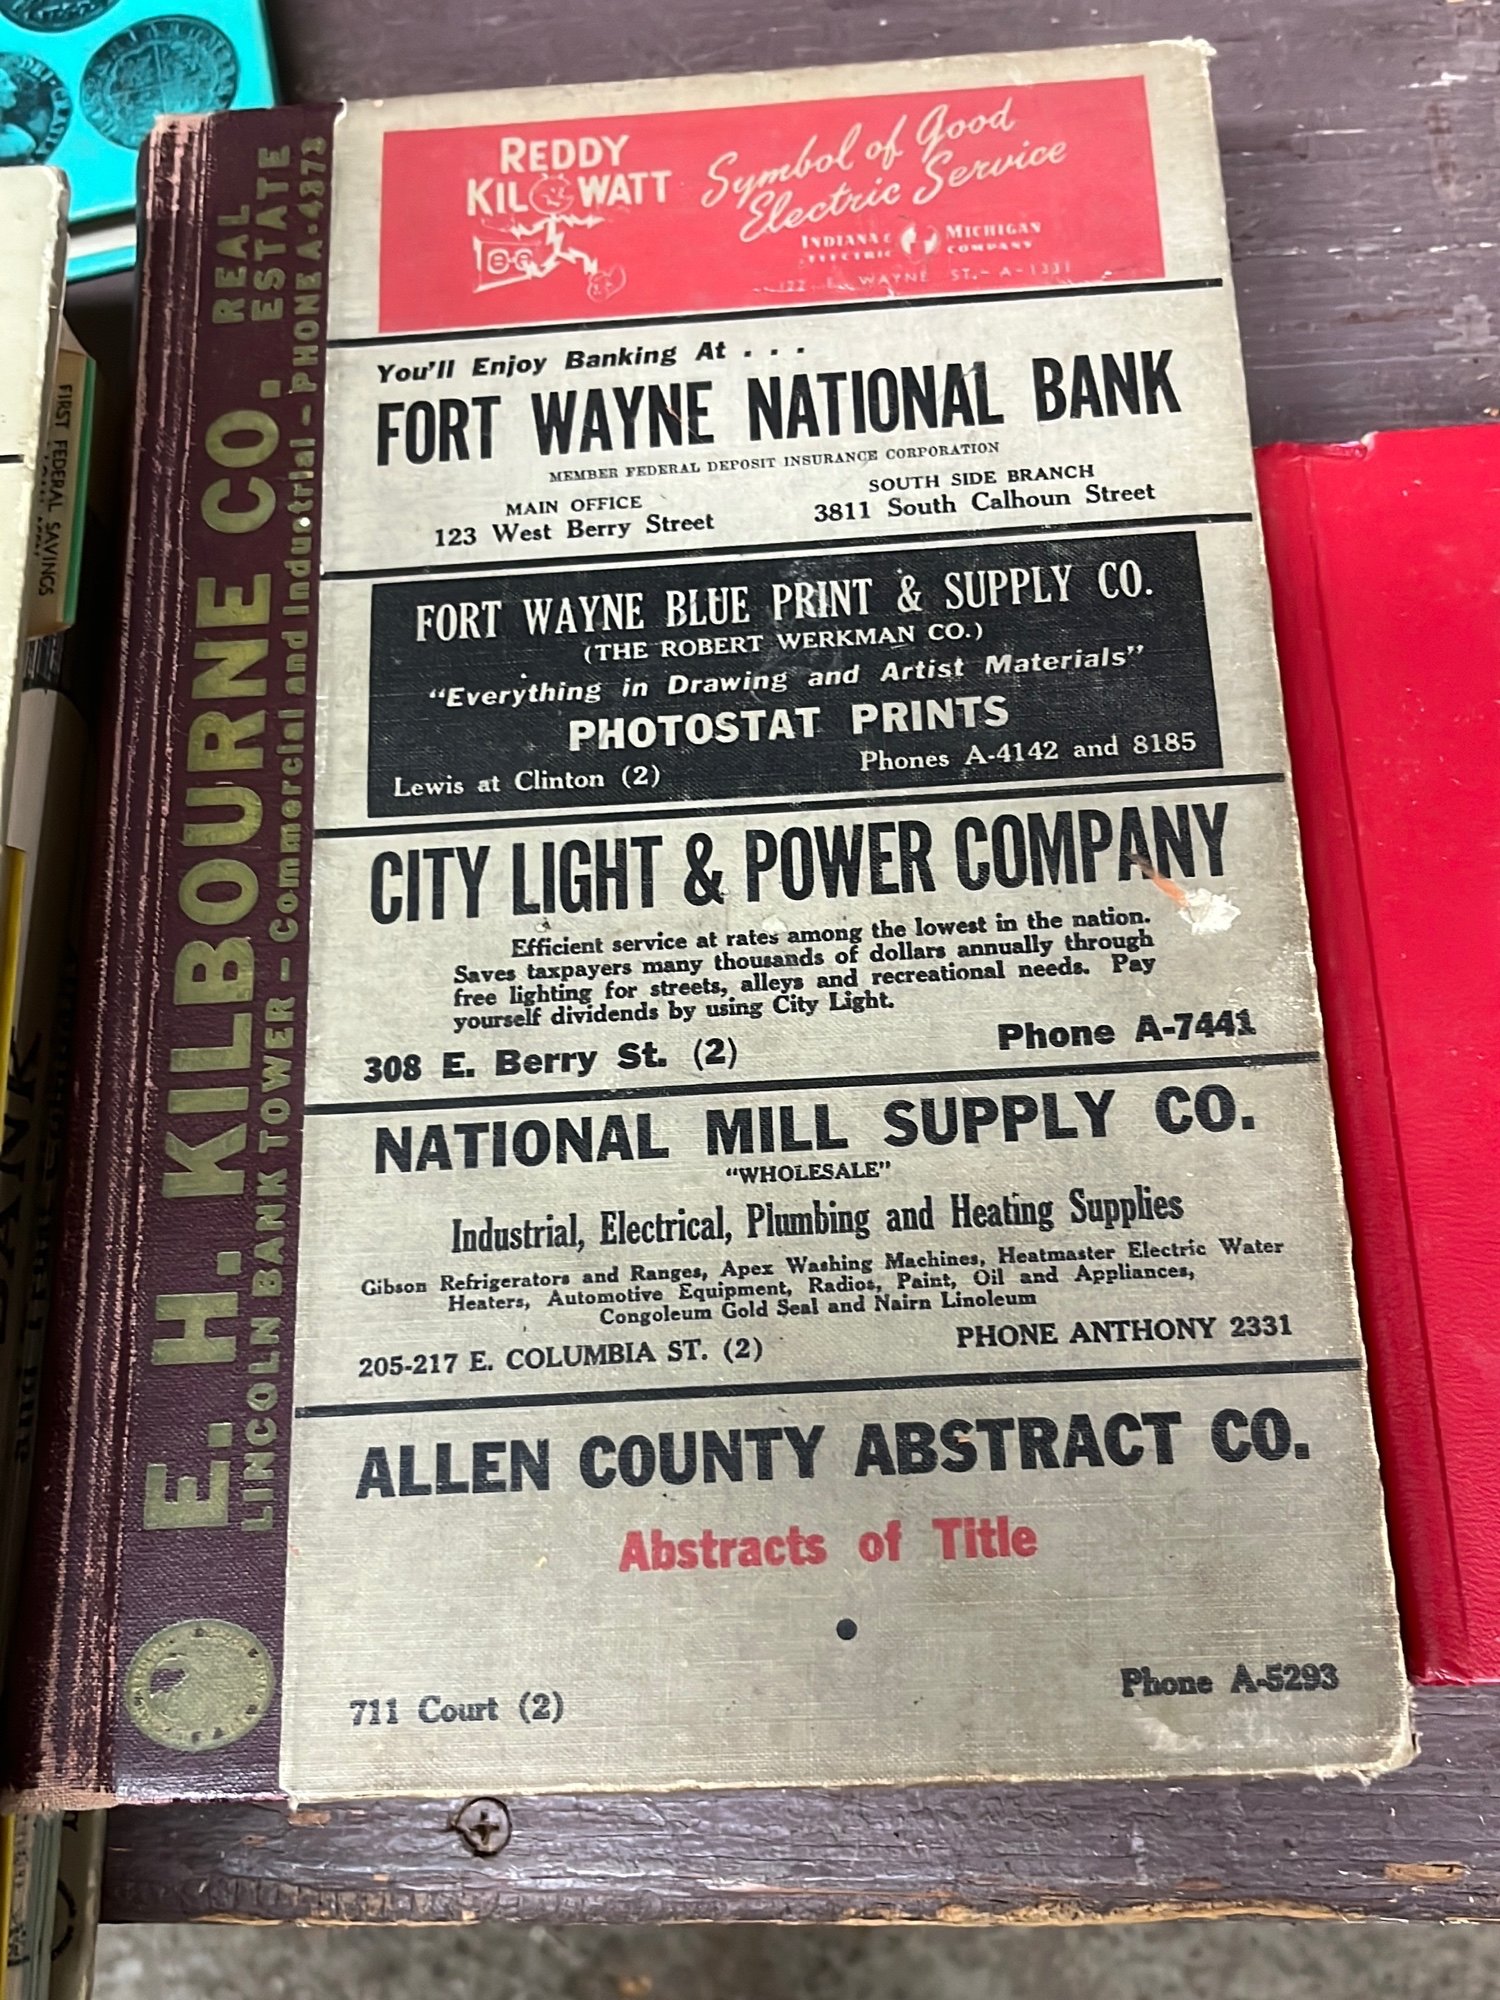 REDDY
KILOWATT
Symbol of Good
Electric Service
INDIANA & MICHIGAN
ELECTRIC COMPANY
122 E. WAYNE ST.- A-1331
You'll Enjoy Banking At . . .
FORT WAYNE NATIONAL BANK
MEMBER FEDERAL DEPOSIT INSURANCE CORPORATION
MAIN OFFICE
123 West Berry Street
SOUTH SIDE BRANCH
3811 South Calhoun Street
FORT WAYNE BLUE PRINT & SUPPLY CO.
(THE ROBERT WERKMAN CO.)
"Everything in Drawing and Artist Materials"
PHOTOSTAT PRINTS
Lewis at Clinton (2)
Phones A-4142 and 8185
CITY LIGHT & POWER COMPANY
Efficient service at rates among the lowest in the nation.
Saves taxpayers many thousands of dollars annually through
free lighting for streets, alleys and recreational needs. Pay
yourself dividends by using City Light.
308 E. Berry St. (2)
Phone A-7441
NATIONAL MILL SUPPLY CO.
"WHOLESALE"
Industrial, Electrical, Plumbing and Heating Supplies
Gibson Refrigerators and Ranges, Apex Washing Machines, Heatmaster Electric Water
Heaters, Automotive Equipment, Radios, Paint, Oil and Appliances,
Congoleum Gold Seal and Nairn Linoleum
205-217 E. COLUMBIA ST. (2)
PHONE ANTHONY 2331
ALLEN COUNTY ABSTRACT CO.
Abstracts of Title
711 Court (2)
Phone A-5293
E. H. KILBOURNE CO. REAL
ESTATE
LINCOLN BANK TOWER - Commercial and Industrial - PHONE A-4373
FIRST FEDERAL SAVINGS